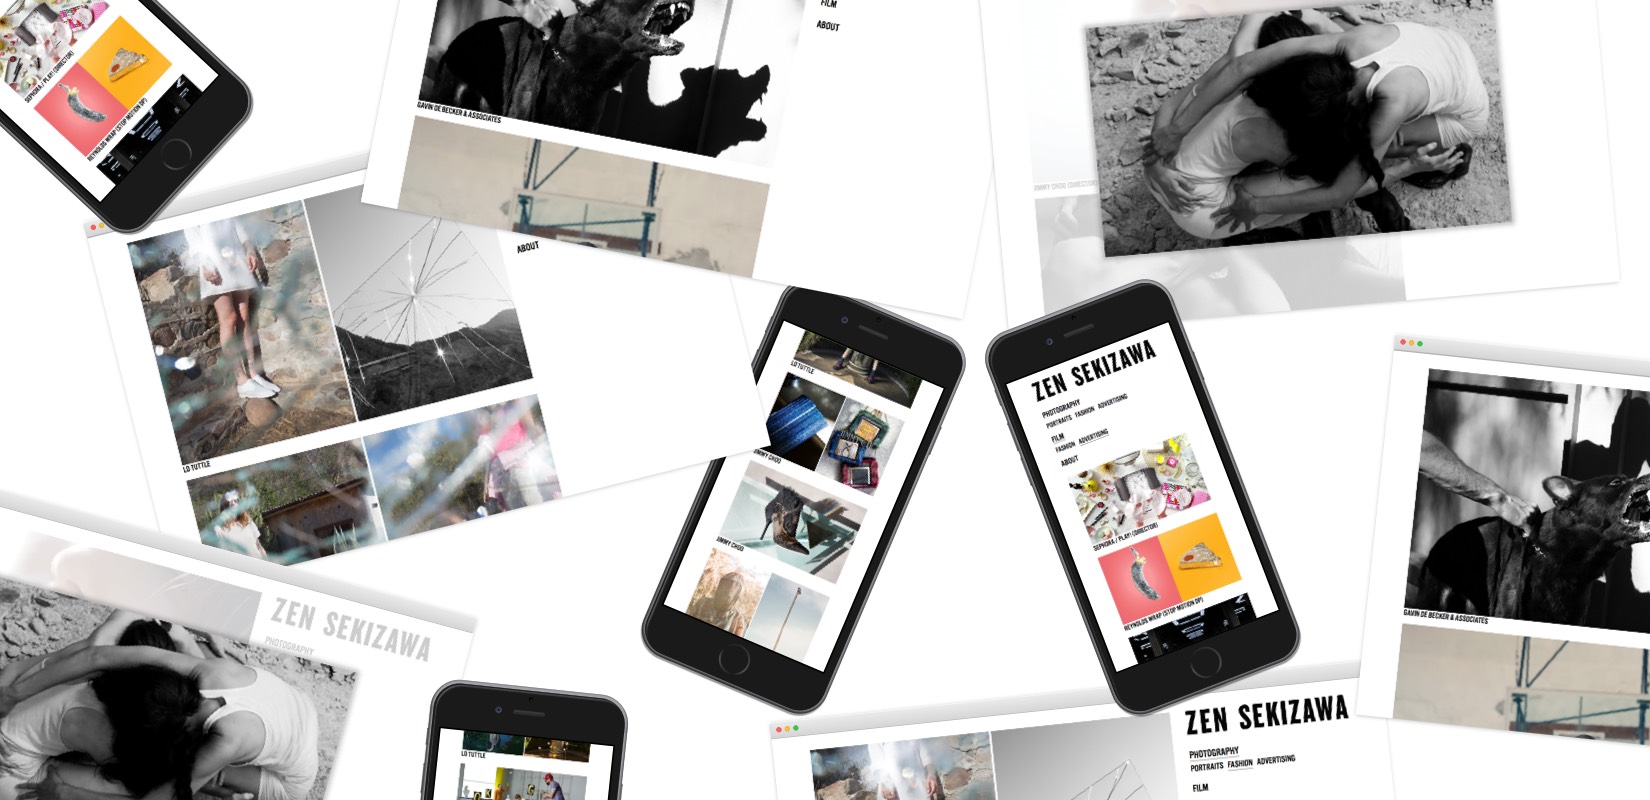 SEPHORA / PLAY! (DIRECTOR)
REYNOLDS WRAP (STOP MOTION DP)
FILM
ABOUT
GAVIN DE BECKER & ASSOCIATES
JIMMY CHOO (DIRECTOR)
ABOUT
LO TUTTLE
LO TUTTLE
JIMMY CHOO
JIMMY CHOO
ZEN SEKIZAWA
PHOTOGRAPHY
PORTRAITS FASHION ADVERTISING
FILM
FASHION ADVERTISING
ABOUT
SEPHORA / PLAY! (DIRECTOR)
REYNOLDS WRAP (STOP MOTION DP)
GAVIN DE BECKER & ASSOCIATES
ZEN SEKIZAWA
PHOTOGRAPHY
LO TUTTLE
ZEN SEKIZAWA
PHOTOGRAPHY
PORTRAITS FASHION ADVERTISING
FILM